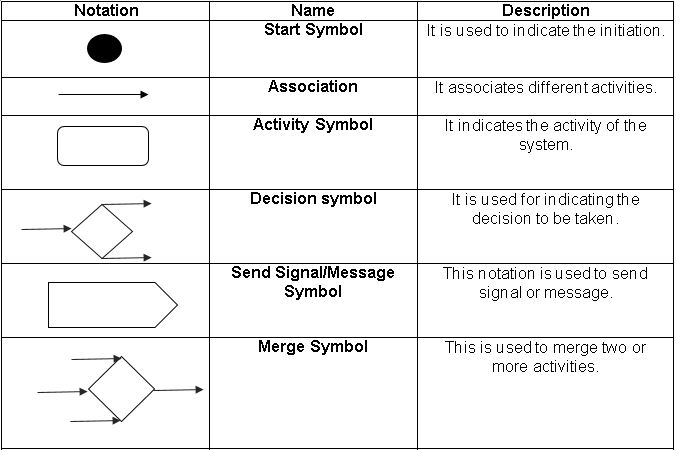 Notation Name Description
Start Symbol It is used to indicate the initiation.
Association It associates different activities.
Activity Symbol It indicates the activity of the
system.
Decision symbol It is used for indicating the
decision to be taken.
Send Signal/Message This notation is used to send
Symbol signal or message.
Merge Symbol This is used to merge two or
more activities.